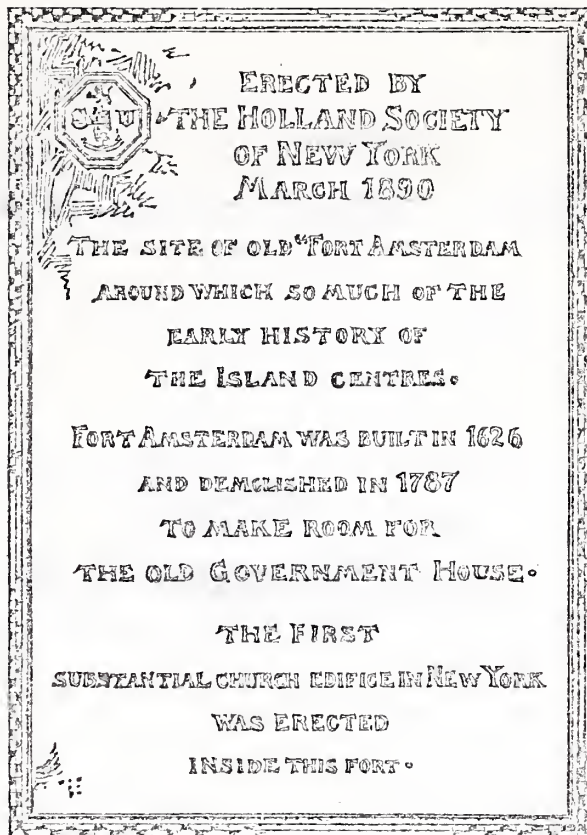 ERECTED BY
THE HOLLAND SOCIETY
OF NEW YORK
MARCH 1890
THE SITE OF OLD "FORT AMSTERDAM
AROUND WHICH SO MUCH OF THE
EARLY HISTORY OF
THE ISLAND CENTRES.
FORT AMSTERDAM WAS BUILT IN 1626
AND DEMOLISHED IN 1787
TO MAKE ROOM FOR
THE OLD GOVERNMENT HOUSE.
THE FIRST
SUBSTANTIAL CHURCH EDIFICE IN NEW YORK
WAS ERECTED
INSIDE THIS FORT.